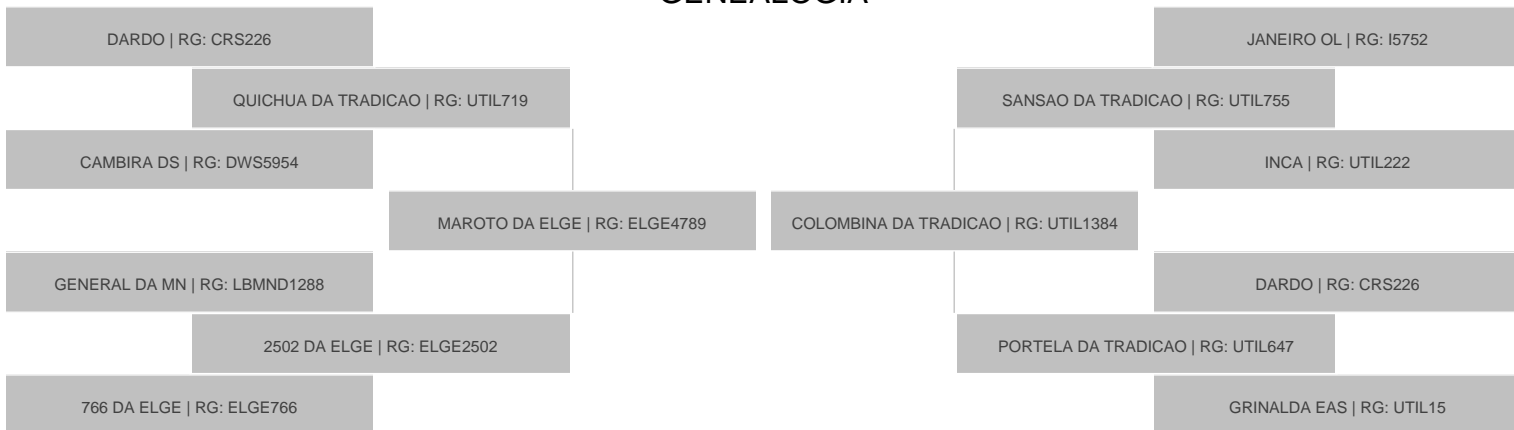 GENEALOGIA
DARDO | RG: CRS226
JANEIRO OL | RG: I5752
QUICHUA DA TRADICAO | RG: UTIL719
SANSAO DA TRADICAO | RG: UTIL755
CAMBIRA DS | RG: DWS5954
INCA | RG: UTIL222
MAROTO DA ELGE | RG: ELGE4789
COLOMBINA DA TRADICAO | RG: UTIL1384
GENERAL DA MN | RG: LBMND1288
DARDO | RG: CRS226
2502 DA ELGE | RG: ELGE2502
PORTELA DA TRADICAO | RG: UTIL647
766 DA ELGE | RG: ELGE766
GRINALDA EAS | RG: UTIL15